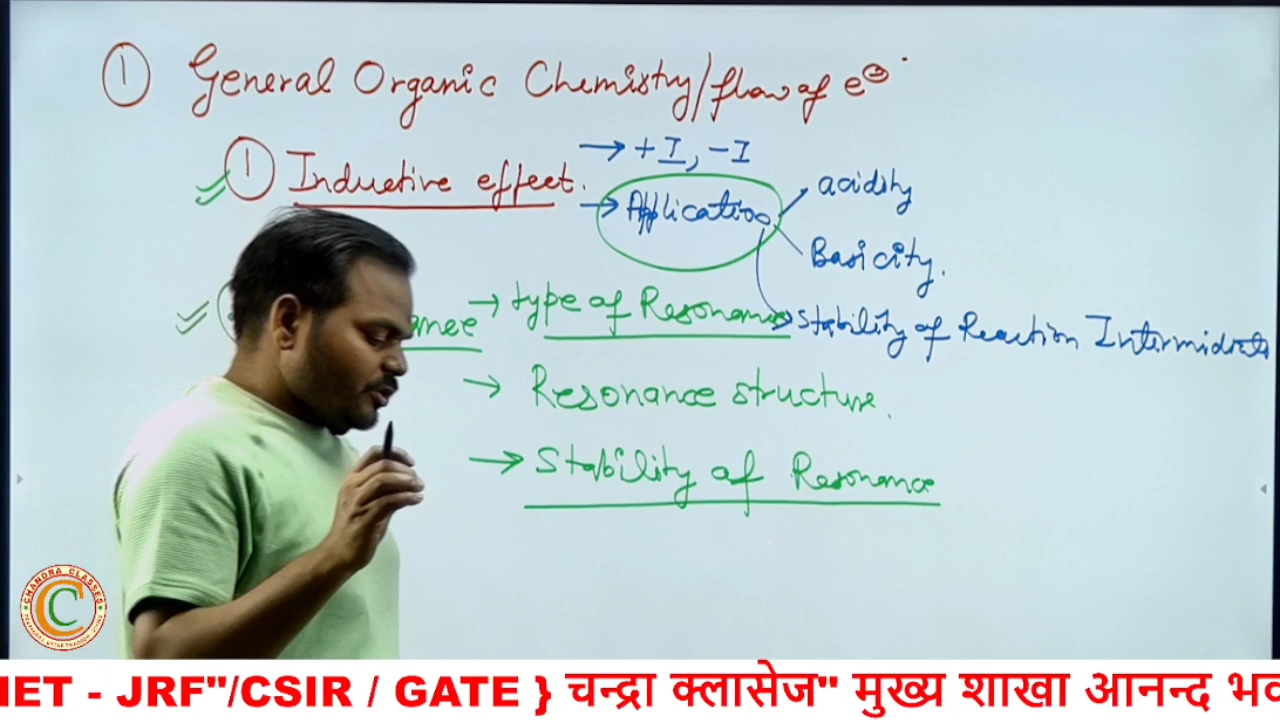 ① General Organic Chemistry/flow of e⊖
① Inductive effect.
→ +I, -I
→ Application
acidity
Basicity.
Stability of Reaction Intermidiate
→ type of Resonance
→ Resonance structure.
→ Stability of Resonance
CHANDRA CLASSES
NET - JRF"/CSIR / GATE } चन्द्रा क्लासेज" मुख्य शाखा आनन्द